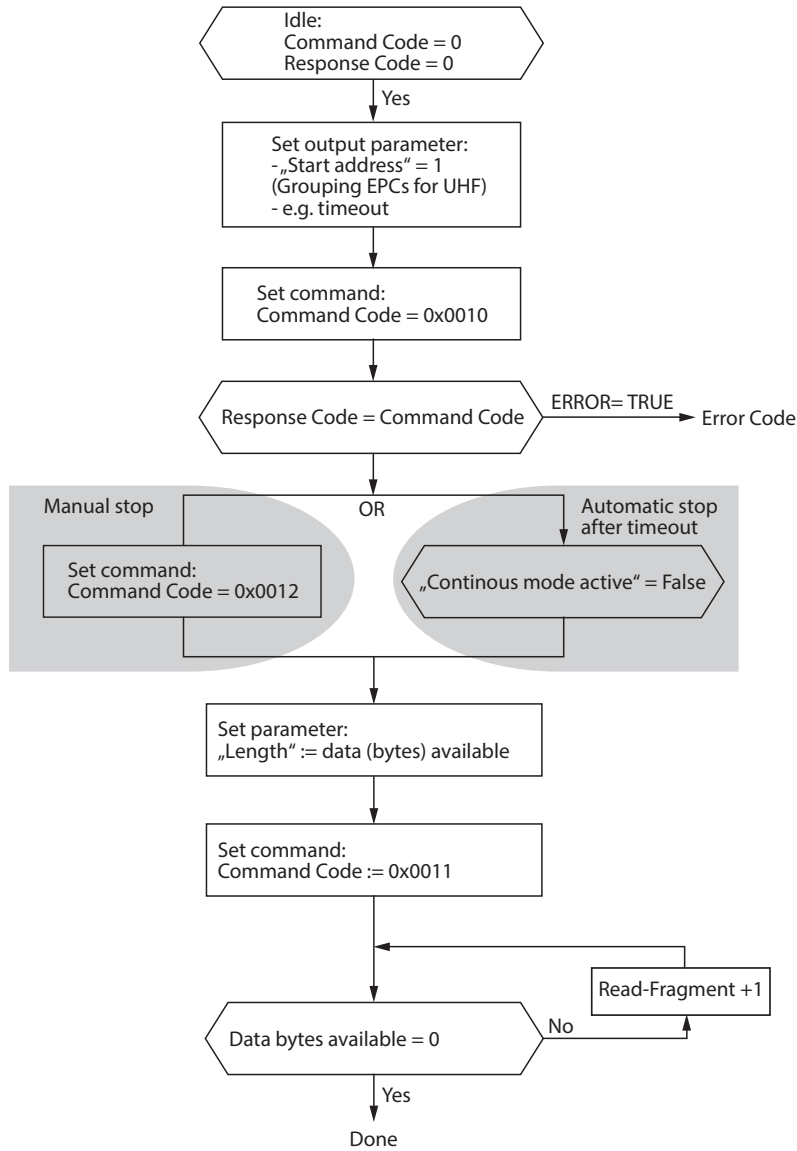 Idle:
Command Code = 0
Response Code = 0
Yes
Set output parameter:
-„Start address“ = 1
(Grouping EPCs for UHF)
- e.g. timeout
Set command:
Command Code = 0x0010
Response Code = Command Code
ERROR= TRUE
Error Code
OR
Manual stop
Set command:
Command Code = 0x0012
Automatic stop
after timeout
„Continous mode active“ = False
Set parameter:
„Length“ := data (bytes) available
Set command:
Command Code := 0x0011
Read-Fragment +1
Data bytes available = 0
No
Yes
Done